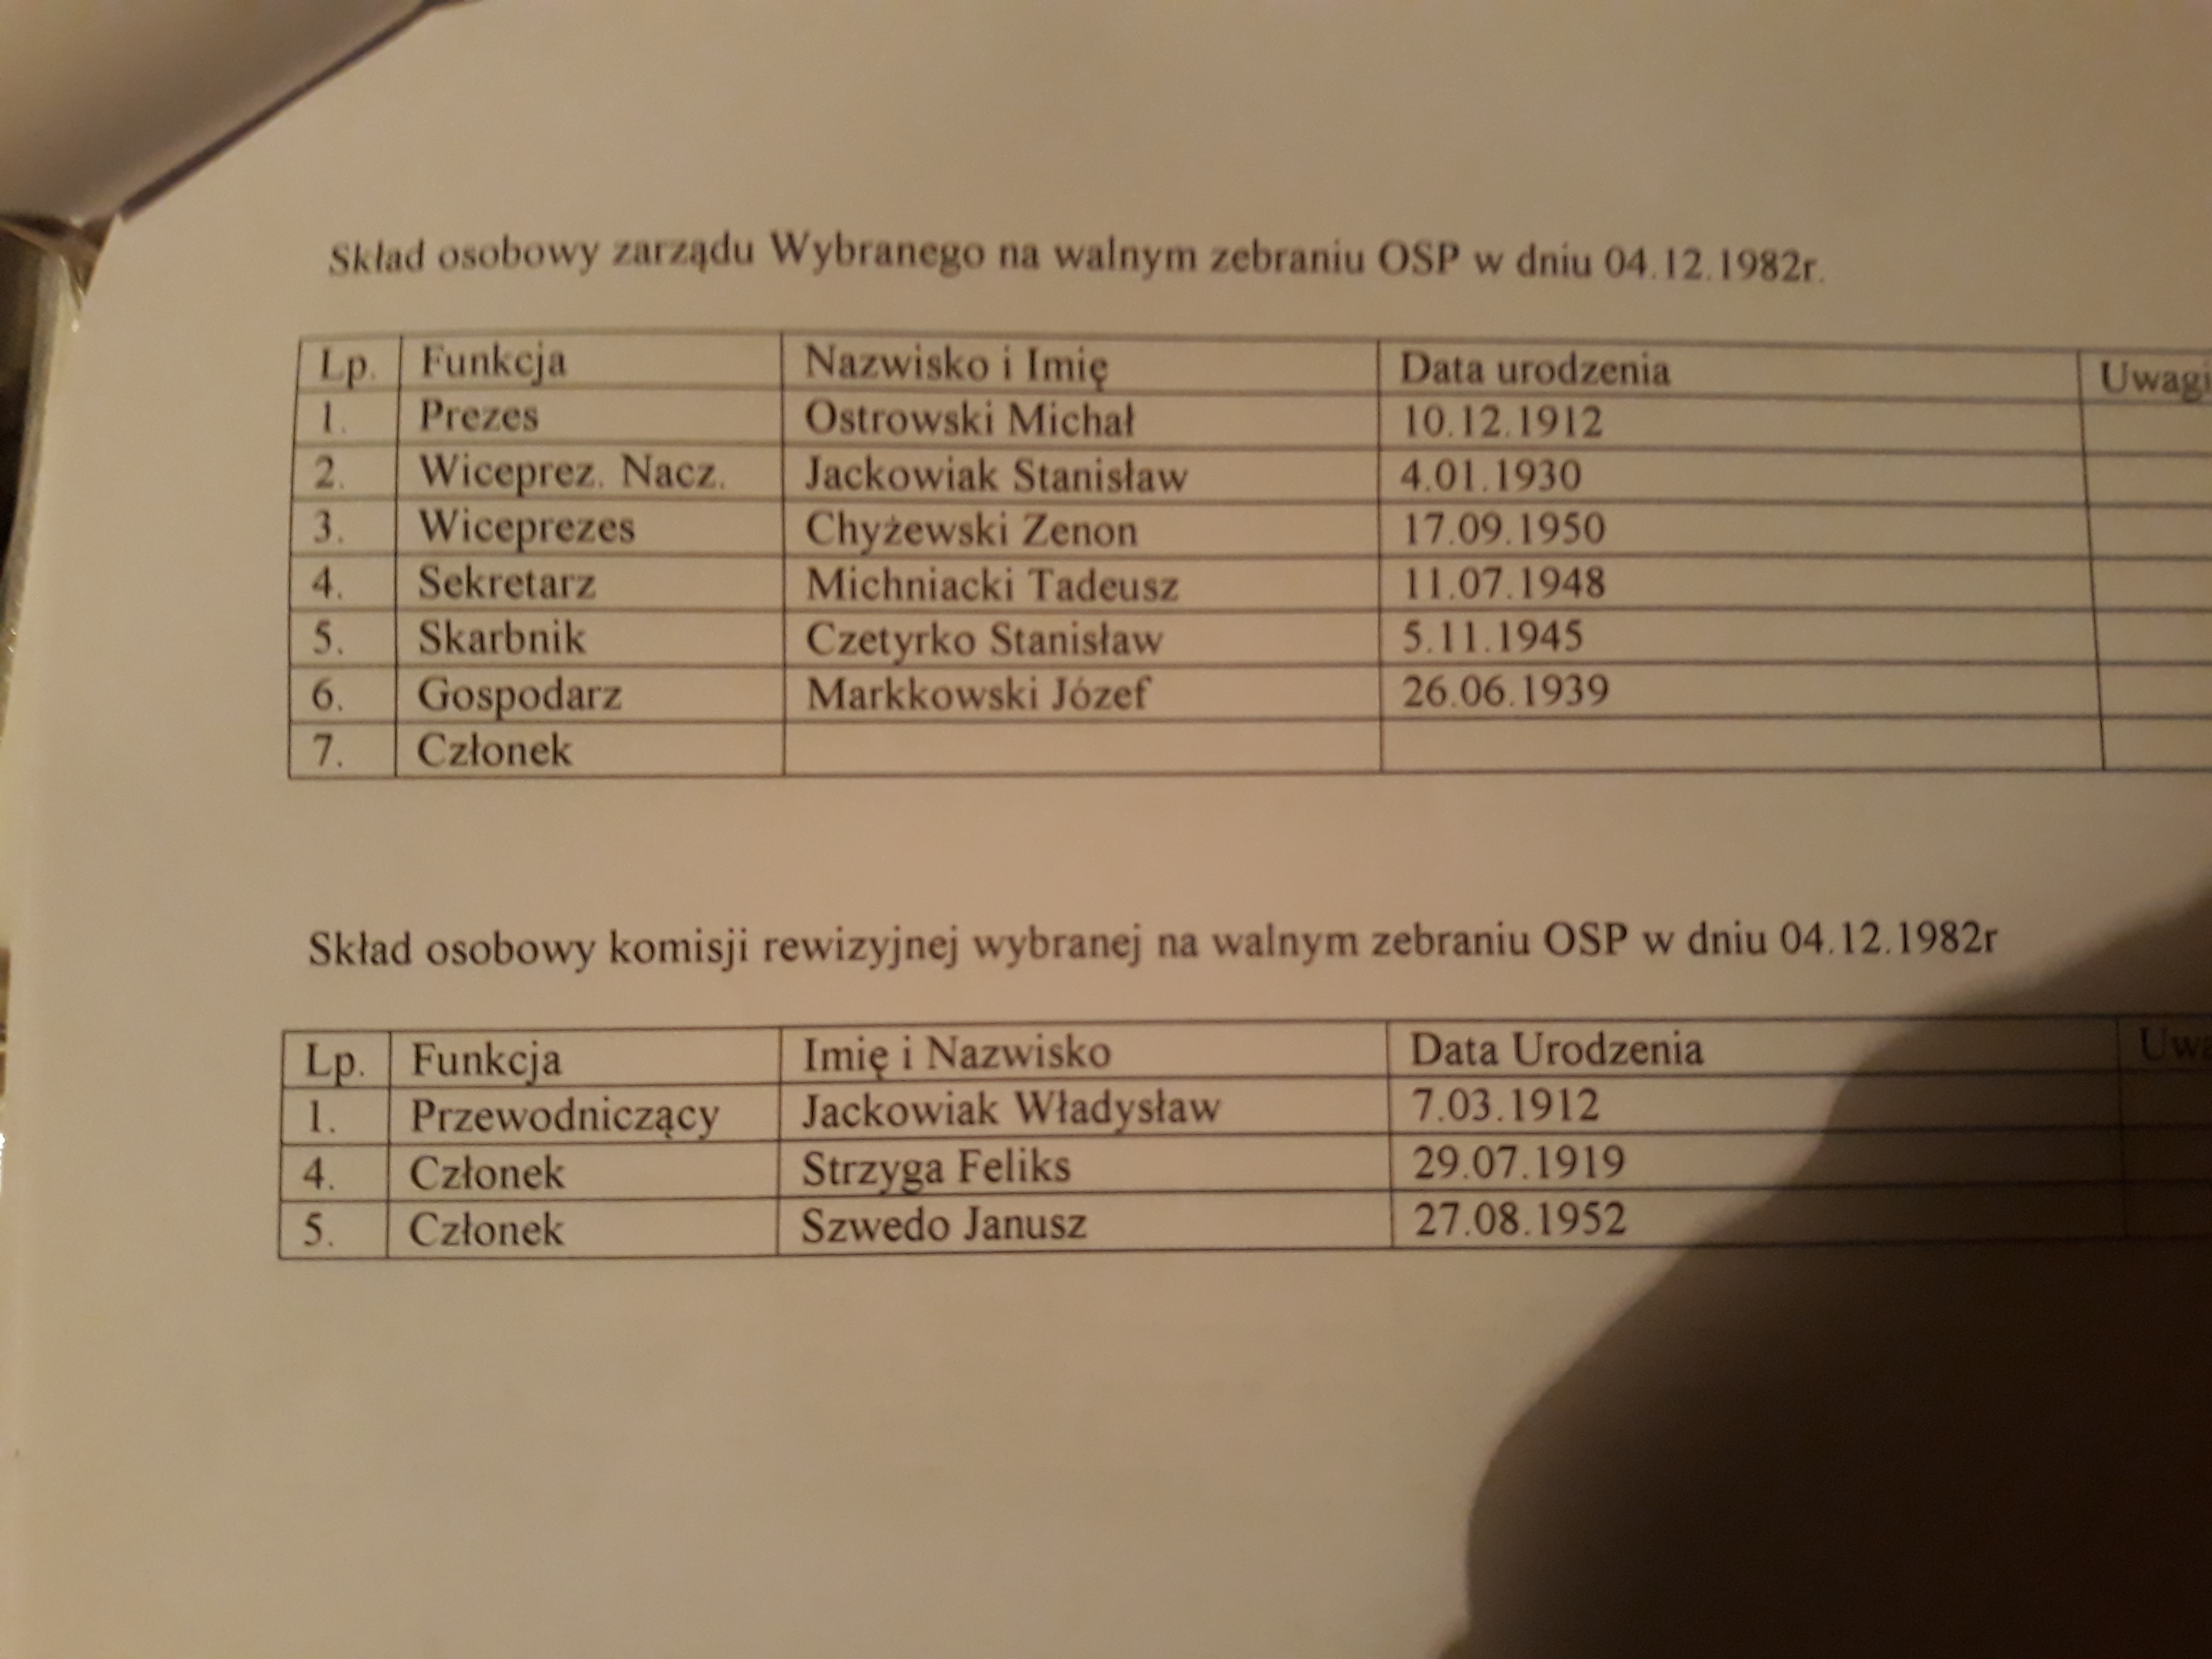 Skład osobowy zarządu Wybranego na walnym zebraniu OSP w dniu 04.12.1982r.
Lp. Funkcja Nazwisko i Imię Data urodzenia Uwagi
1. Prezes Ostrowski Michał 10.12.1912
2. Wiceprez. Nacz. Jackowiak Stanisław 4.01.1930
3. Wiceprezes Chyżewski Zenon 17.09.1950
4. Sekretarz Michniacki Tadeusz 11.07.1948
5. Skarbnik Czetyrko Stanisław 5.11.1945
6. Gospodarz Markkowski Józef 26.06.1939
7. Członek
Skład osobowy komisji rewizyjnej wybranej na walnym zebraniu OSP w dniu 04.12.1982r
Lp. Funkcja Imię i Nazwisko Data Urodzenia Uwa
1. Przewodniczący Jackowiak Władysław 7.03.1912
4. Członek Strzyga Feliks 29.07.1919
5. Członek Szwedo Janusz 27.08.1952